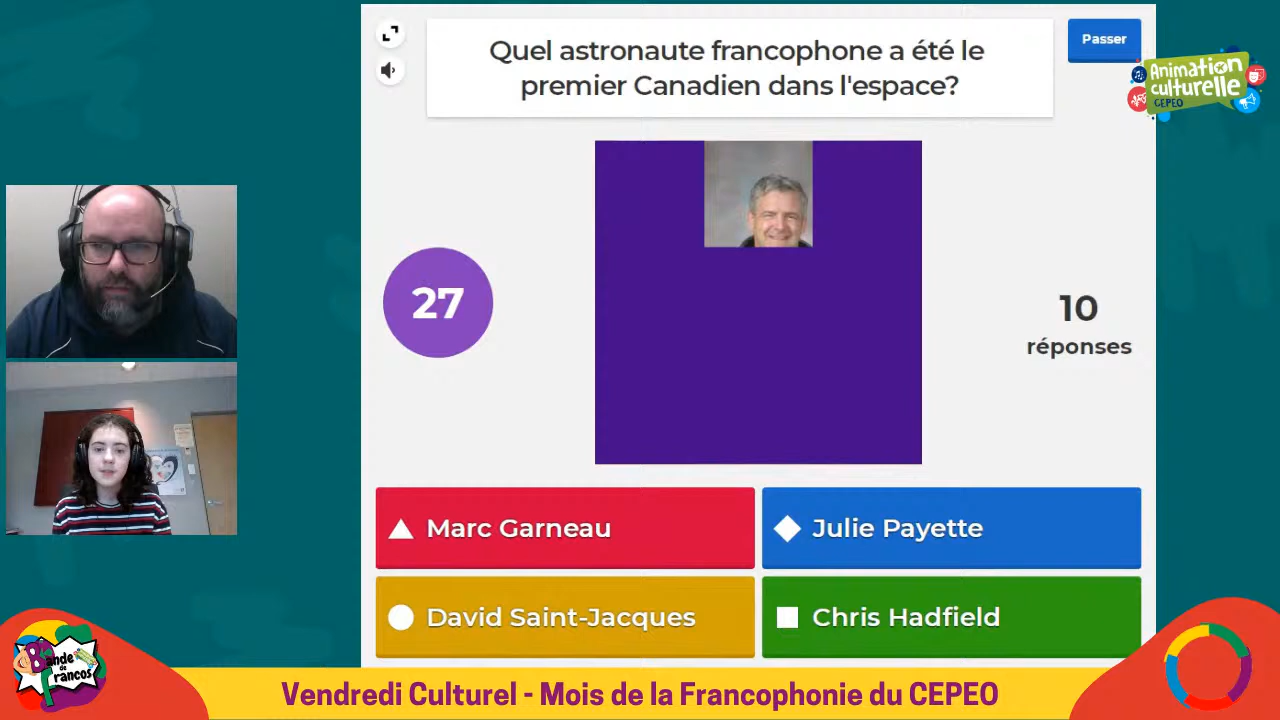 Quel astronaute francophone a été le
premier Canadien dans l'espace?
Passer
Animation
culturelle
CEPEO
27
10
réponses
Marc Garneau
Julie Payette
David Saint-Jacques
Chris Hadfield
Bande
de
Francos
Vendredi Culturel - Mois de la Francophonie du CEPEO